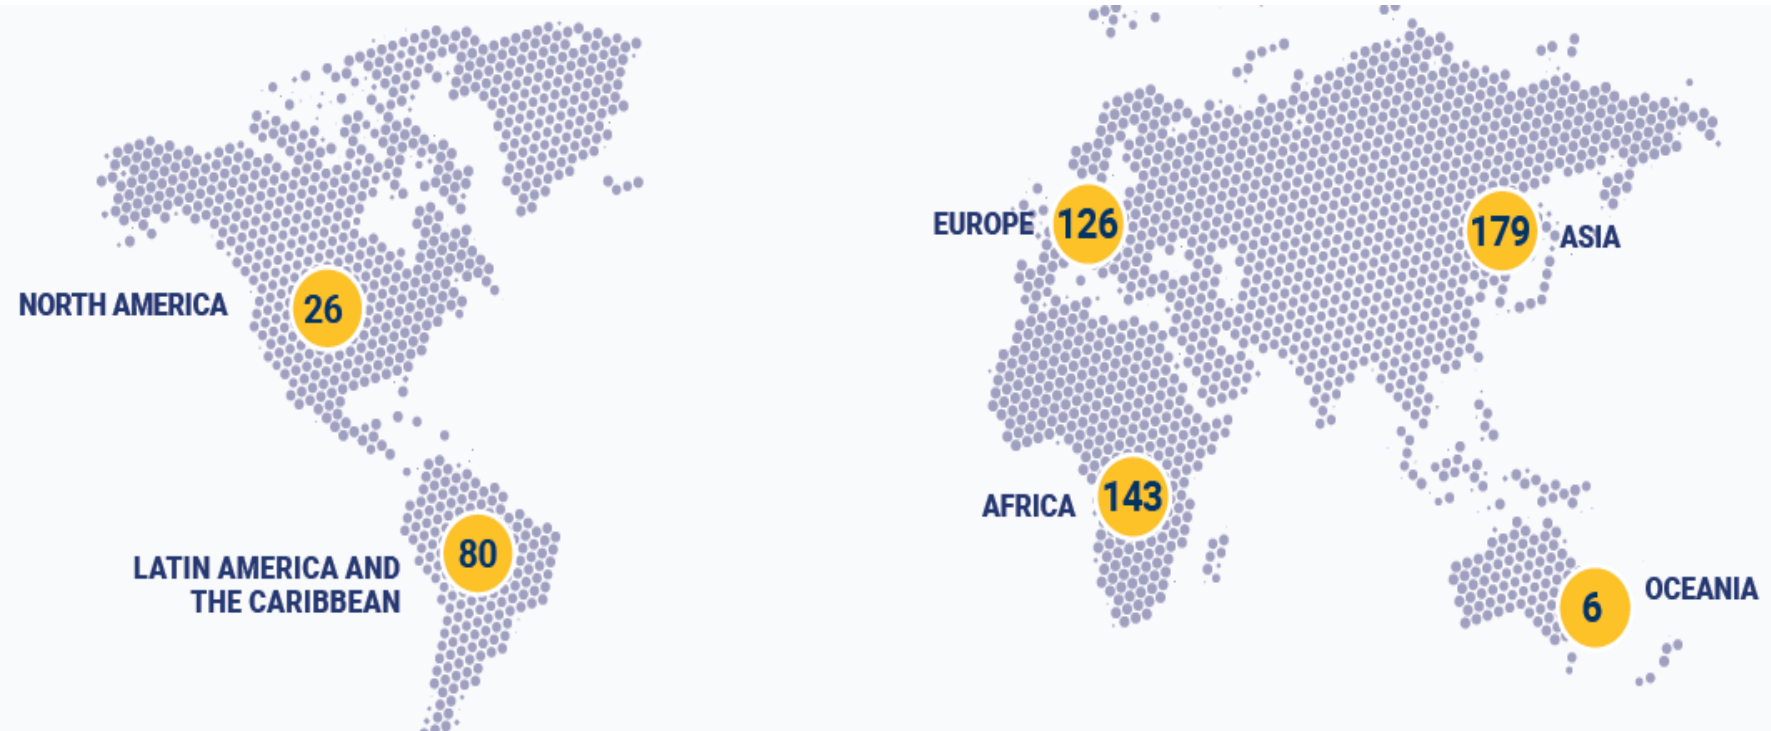 NORTH AMERICA
26
LATIN AMERICA AND
THE CARIBBEAN
80
EUROPE
126
179
ASIA
AFRICA
143
6
OCEANIA